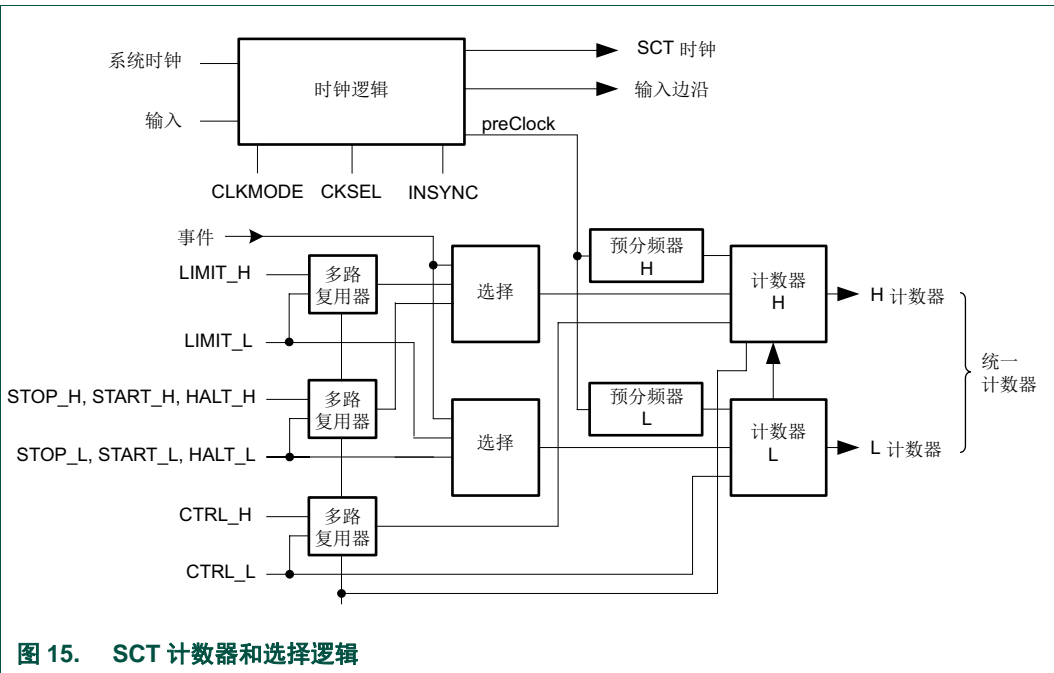 系统时钟
输入
时钟逻辑
SCT 时钟
输入边沿
preClock
CLKMODE
CKSEL
INSYNC
事件
LIMIT_H
多路
复用器
LIMIT_L
选择
预分频器
H
计数器
H
H 计数器
统一
计数器
STOP_H, START_H, HALT_H
多路
复用器
STOP_L, START_L, HALT_L
选择
预分频器
L
计数器
L
L 计数器
CTRL_H
多路
复用器
CTRL_L
图 15. SCT 计数器和选择逻辑